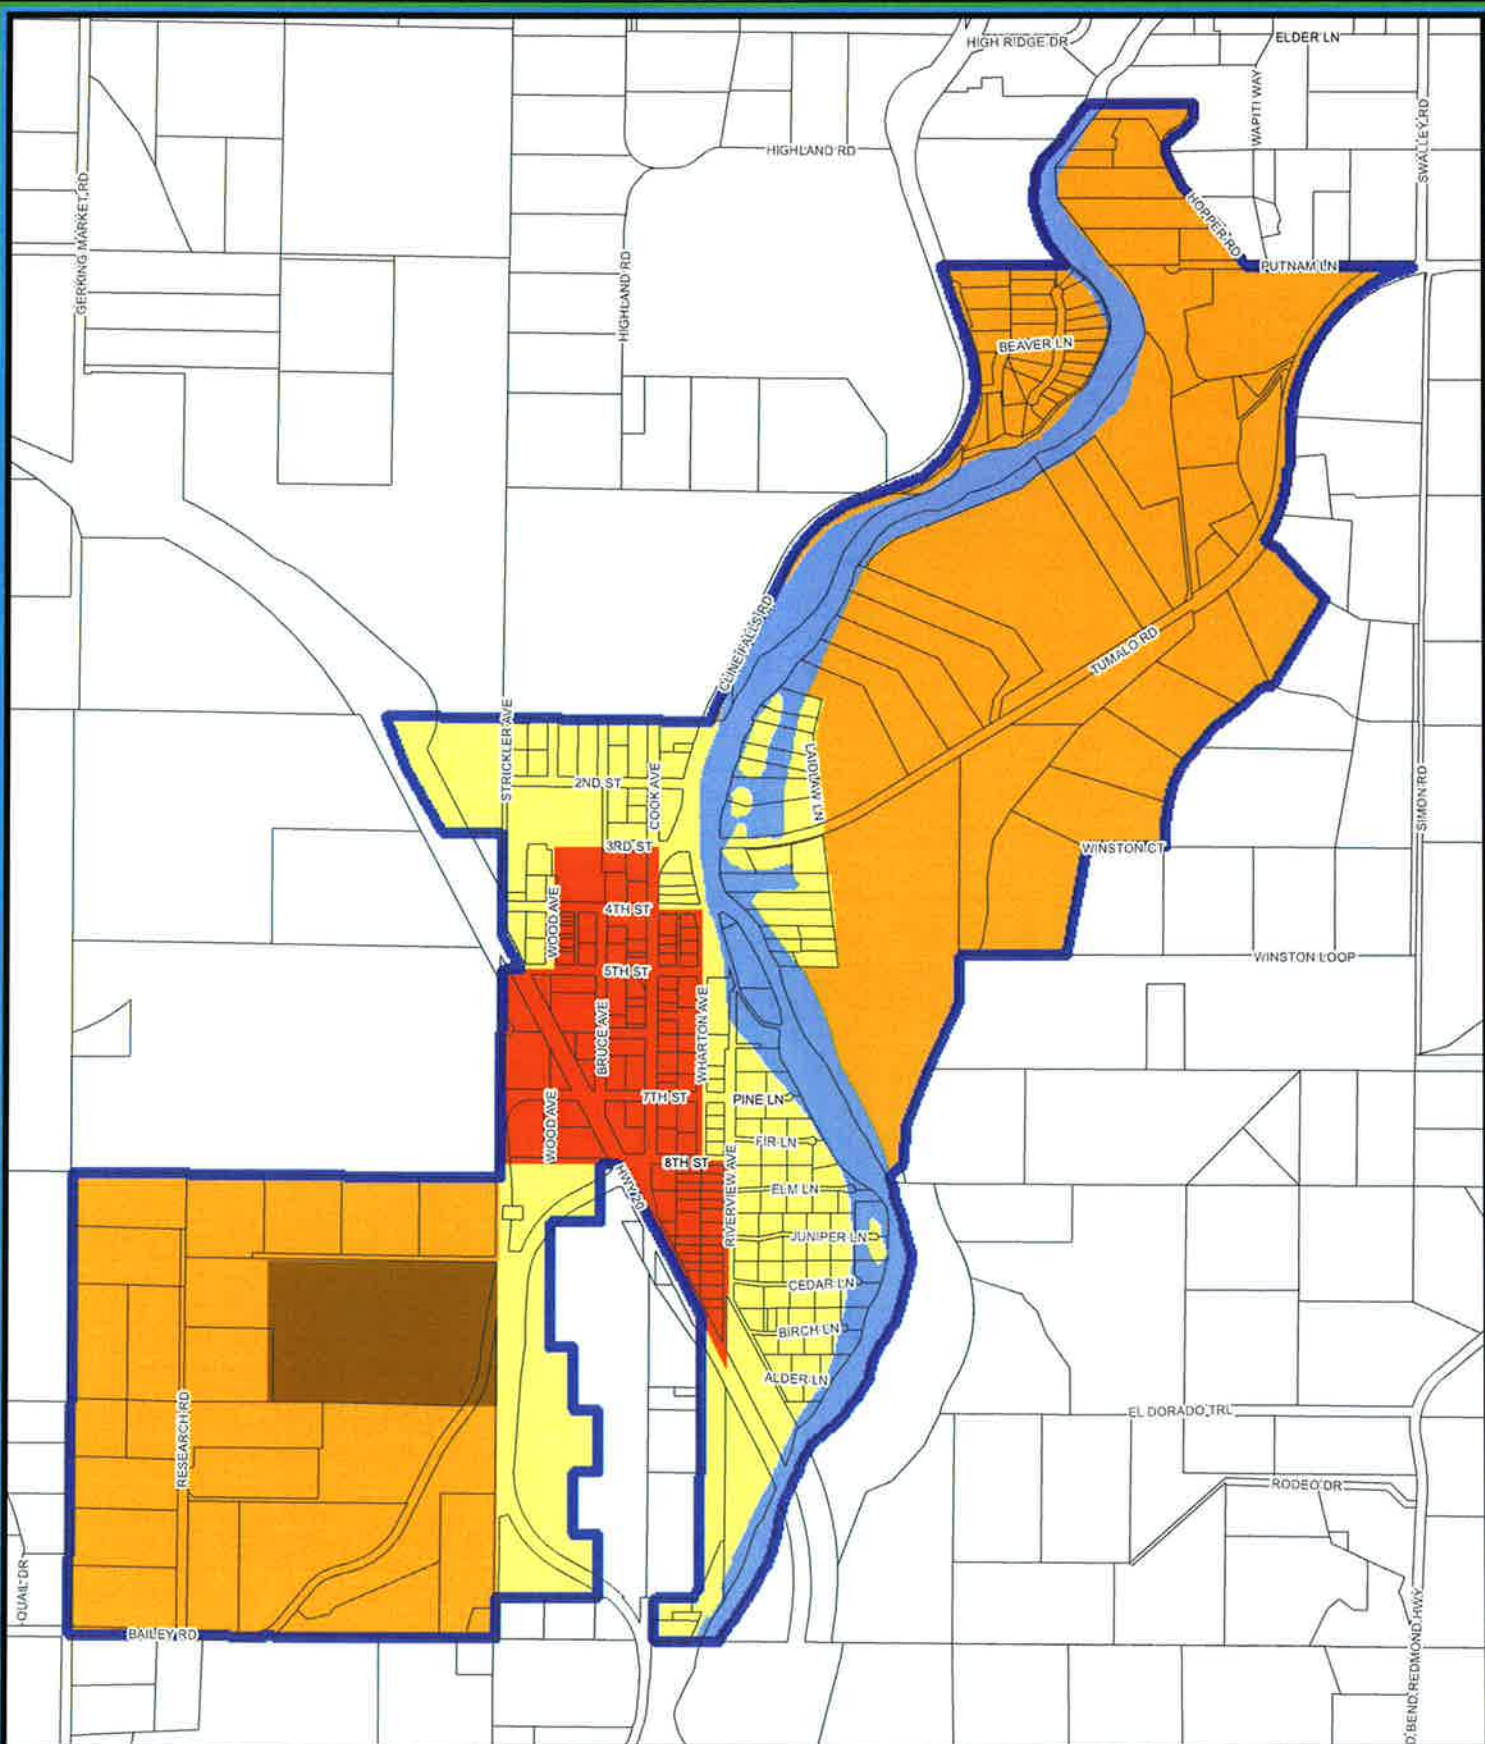 HIGH RIDGE DR
ELDER LN
WAPITI WAY
SWALLEY RD
HIGHLAND RD
GERKING MARKET RD
HOPPER RD
HIGHLAND RD
PUTNAM LN
BEAVER LN
CLINE FALLS RD
TUMALO RD
STRICKLER AVE
LAIDLAW LN
2ND ST
COOK AVE
SIMON RD
3RD ST
WINSTON CT
WOOD AVE
4TH ST
5TH ST
WINSTON LOOP
BRUCE AVE
WHARTON AVE
WOOD AVE
7TH ST
PINE LN
FIR LN
8TH ST
HWY 20
RIVERVIEW AVE
ELM LN
JUNIPER LN
CEDAR LN
BIRCH LN
ALDER LN
RESEARCH RD
EL DORADO TRL
RODEO DR
QUAIL DR
BAILEY RD
BEND REDMOND HWY